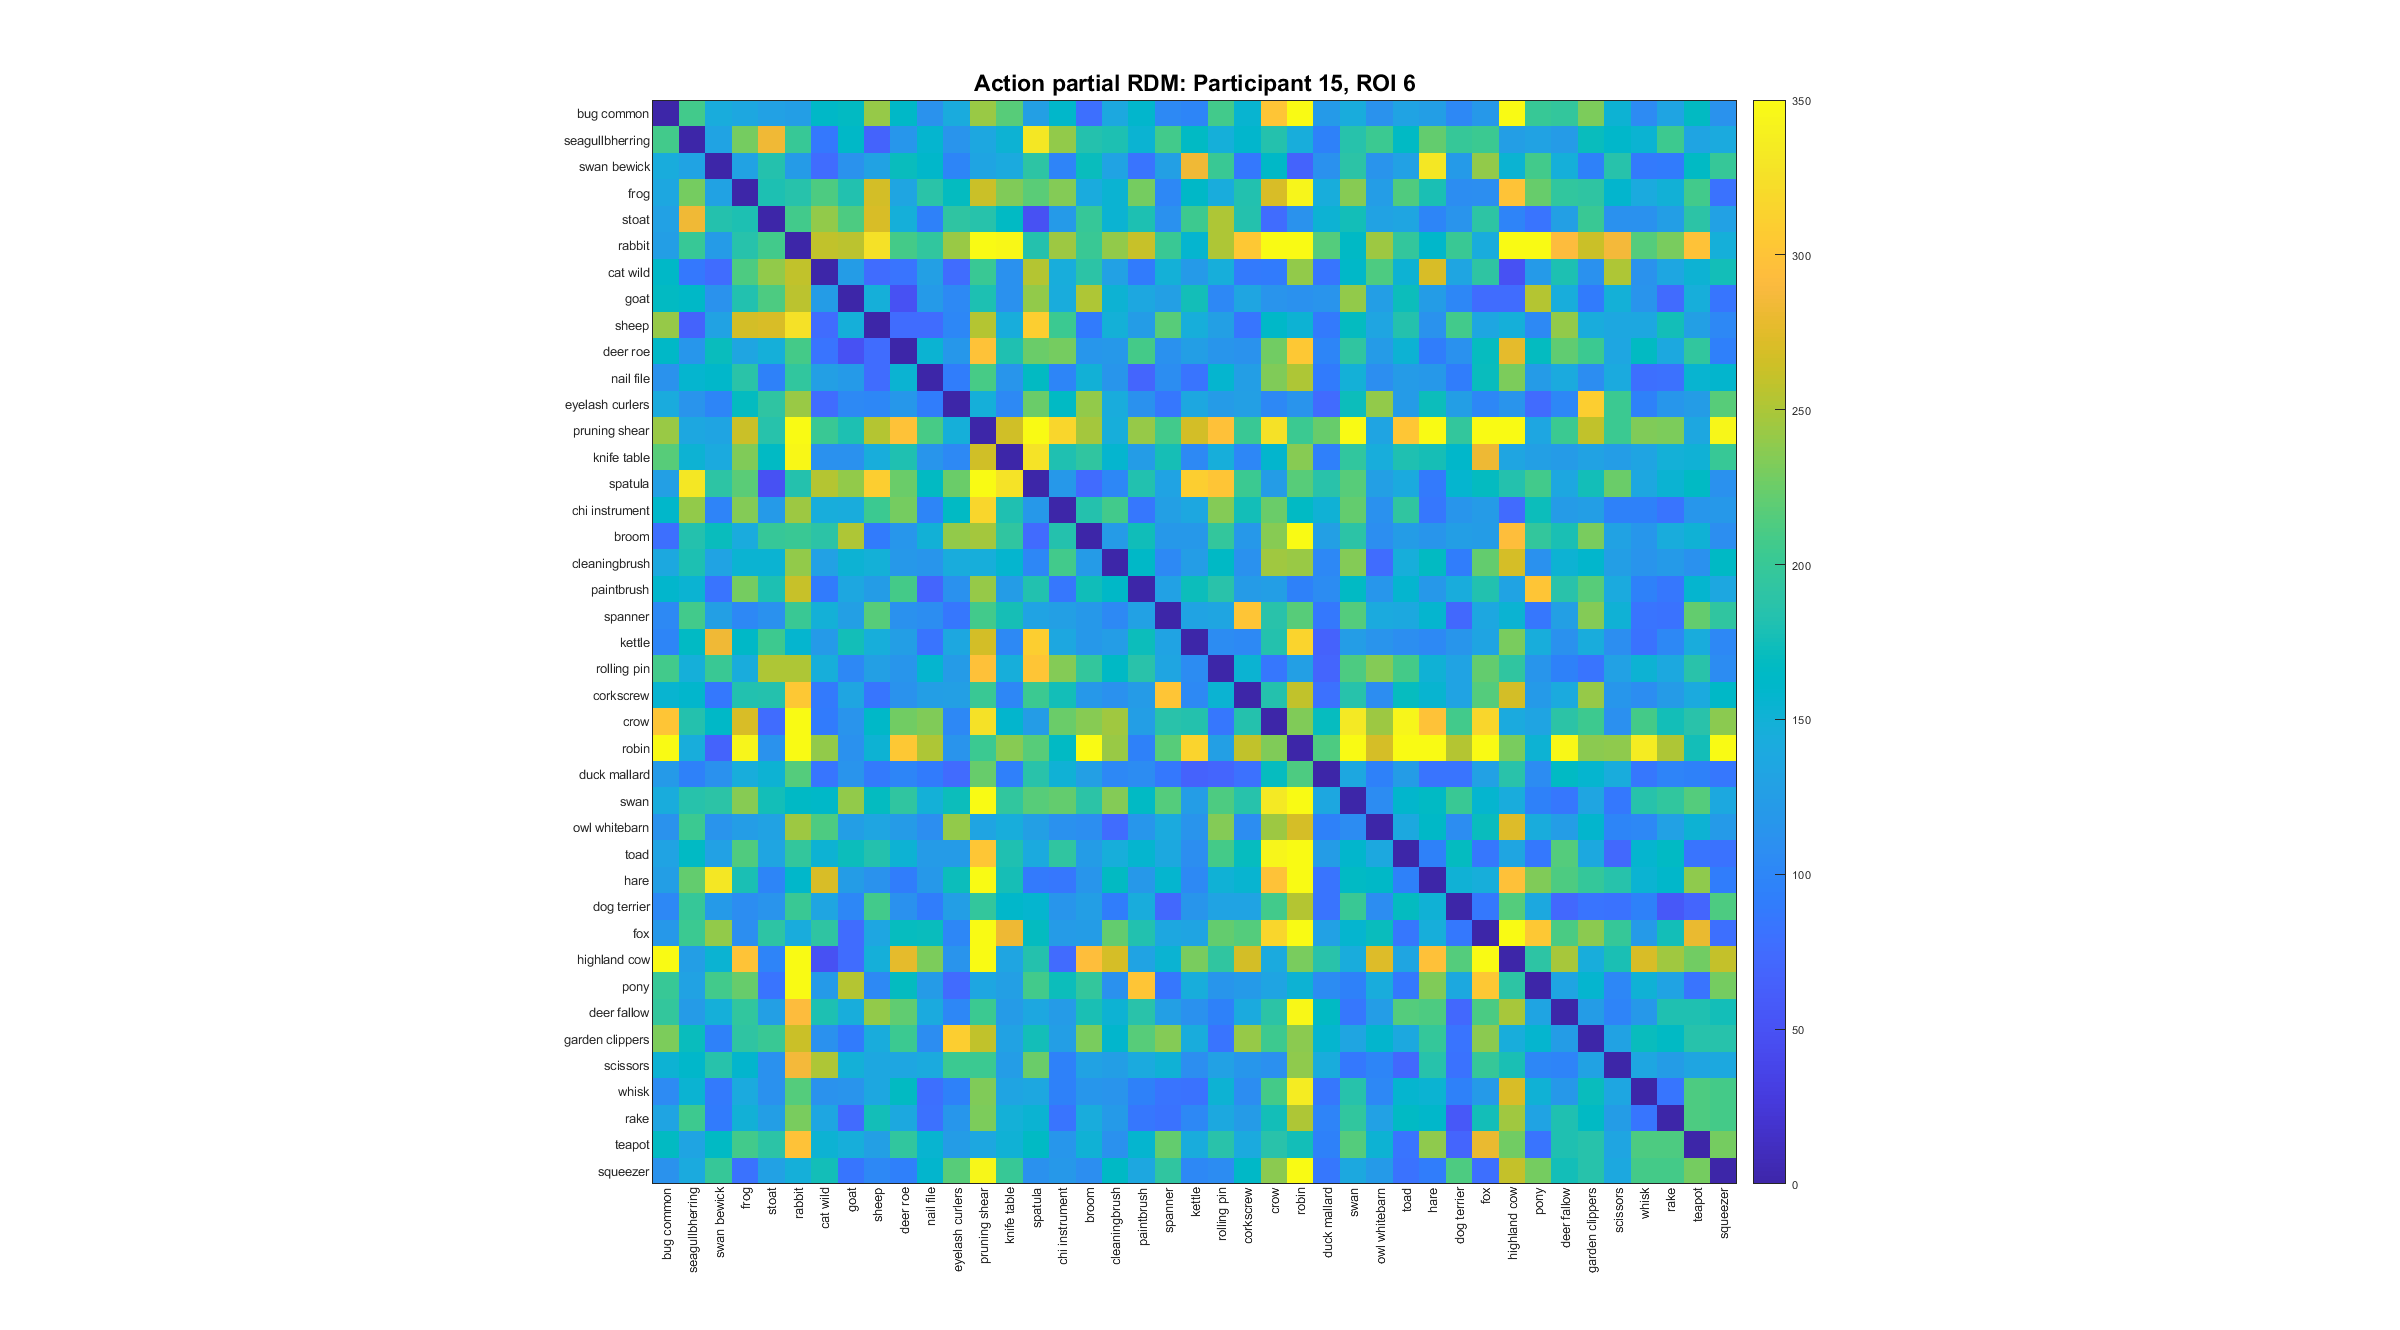 Action partial RDM: Participant 15, ROI 6
bug common
seagullbherring
swan bewick
frog
stoat
rabbit
cat wild
goat
sheep
deer roe
nail file
eyelash curlers
pruning shear
knife table
spatula
chi instrument
broom
cleaningbrush
paintbrush
spanner
kettle
rolling pin
corkscrew
crow
robin
duck mallard
swan
owl whitebarn
toad
hare
dog terrier
fox
highland cow
pony
deer fallow
garden clippers
scissors
whisk
rake
teapot
squeezer
bug common
seagullbherring
swan bewick
frog
stoat
rabbit
cat wild
goat
sheep
deer roe
nail file
eyelash curlers
pruning shear
knife table
spatula
chi instrument
broom
cleaningbrush
paintbrush
spanner
kettle
rolling pin
corkscrew
crow
robin
duck mallard
swan
owl whitebarn
toad
hare
dog terrier
fox
highland cow
pony
deer fallow
garden clippers
scissors
whisk
rake
teapot
squeezer
350
300
250
200
150
100
50
0